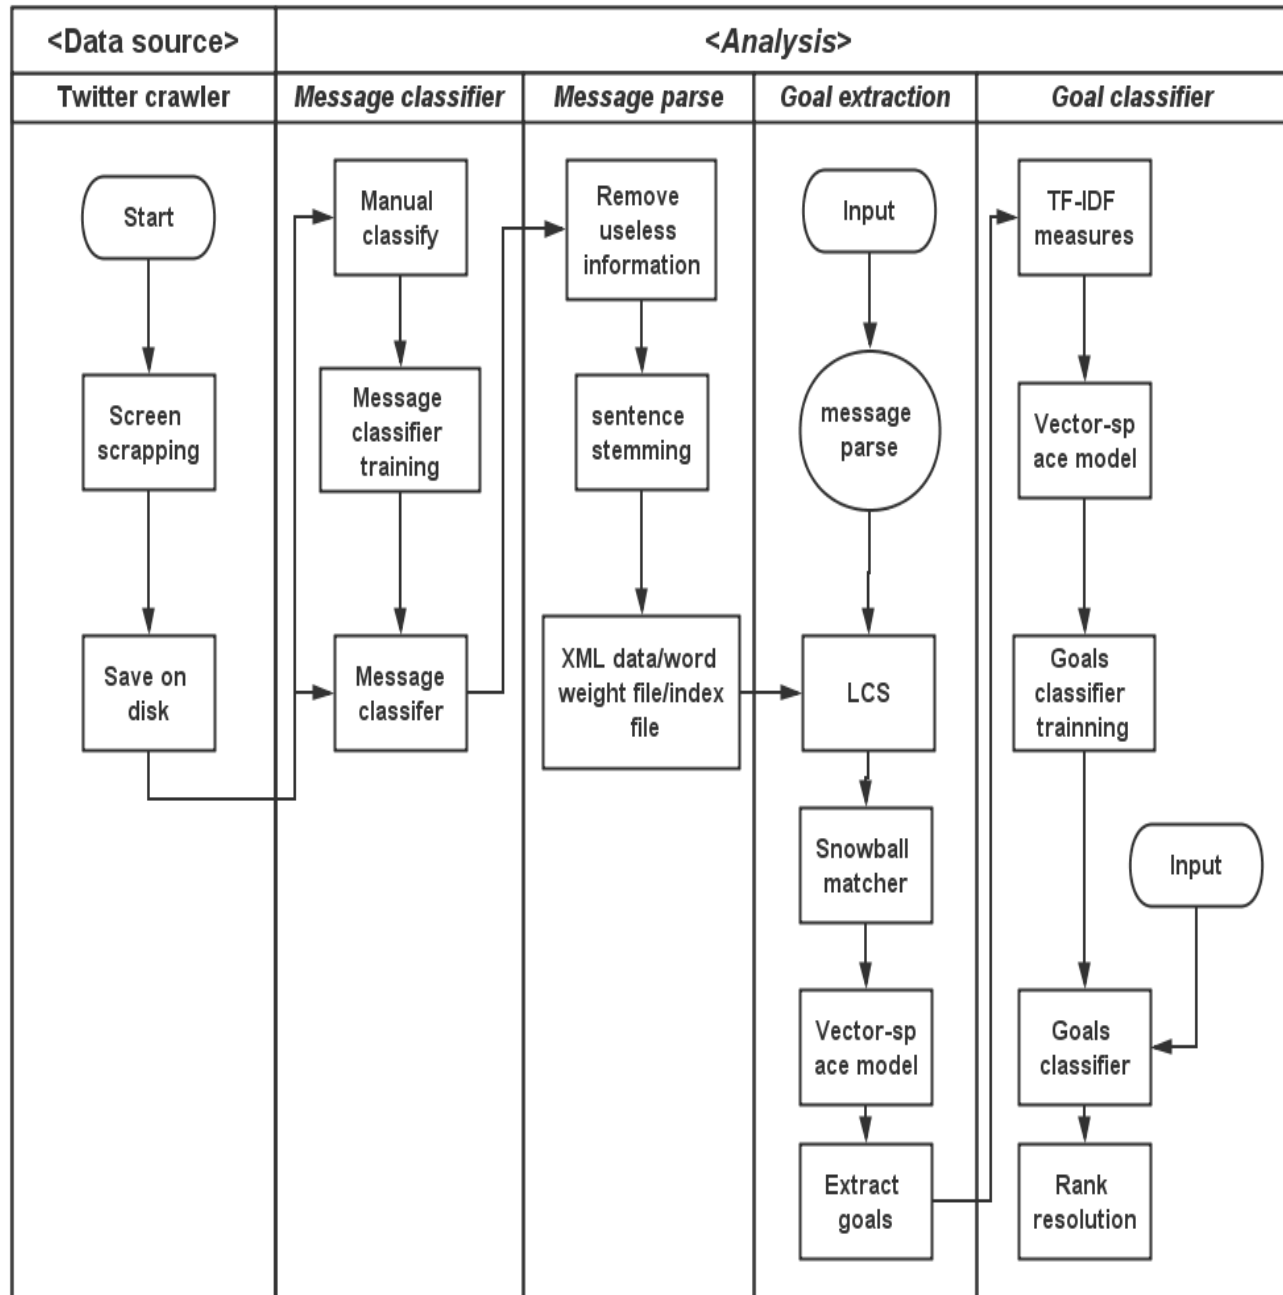 <Data source>
<Analysis>
Twitter crawler
Message classifier
Message parse
Goal extraction
Goal classifier
Start
Screen
scrapping
Save on
disk
Manual
classify
Message
classifier
training
Message
classifer
Remove
useless
information
sentence
stemming
XML data/word
weight file/index
file
Input
message
parse
LCS
Snowball
matcher
Vector-sp
ace model
Extract
goals
TF-IDF
measures
Vector-sp
ace model
Goals
classifier
trainning
Input
Goals
classifier
Rank
resolution